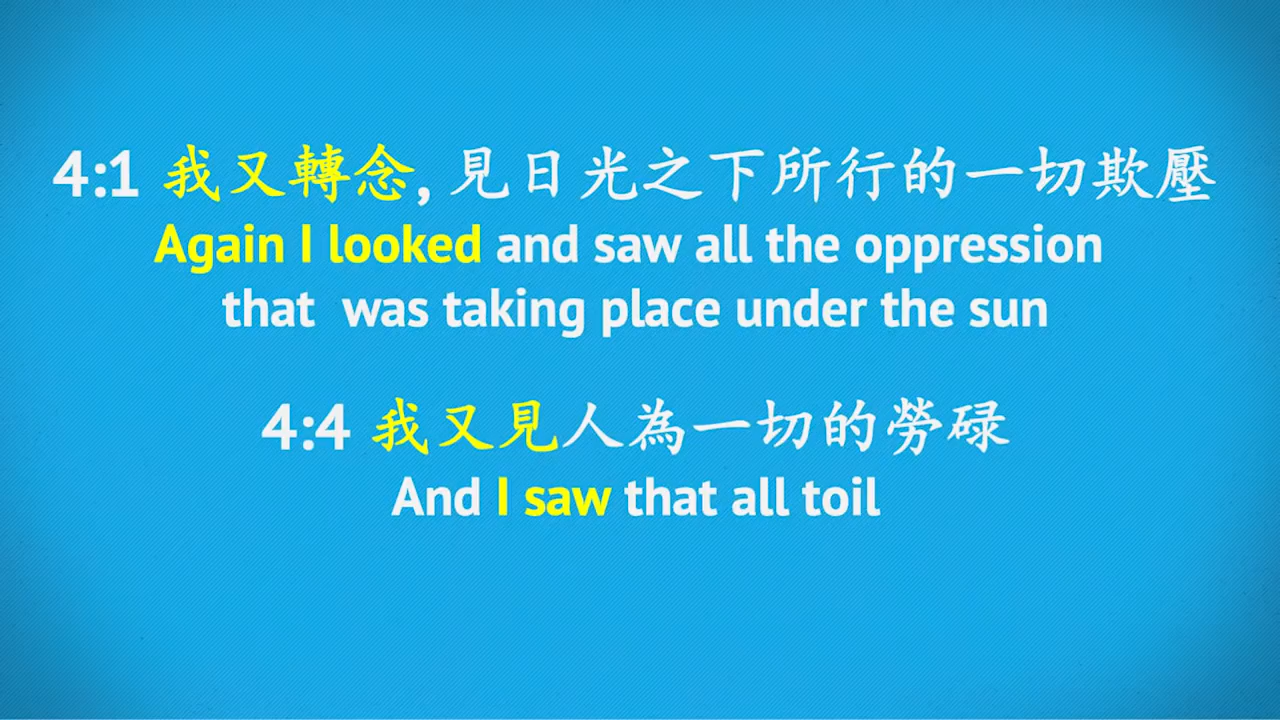 4:1 我又轉念, 見日光之下所行的一切欺壓
Again I looked and saw all the oppression
that  was taking place under the sun
4:4 我又見人為一切的勞碌
And I saw that all toil